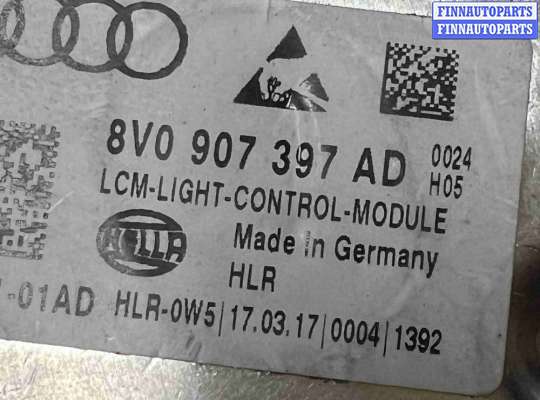 FINNAUTOPARTS
FINNAUTOPARTS
8V0 907 397 AD 0024
H05
LCM-LIGHT-CONTROL-MODULE
HELLA
Made in Germany
HLR
-01AD HLR-0W5|17.03.17|0004|1392